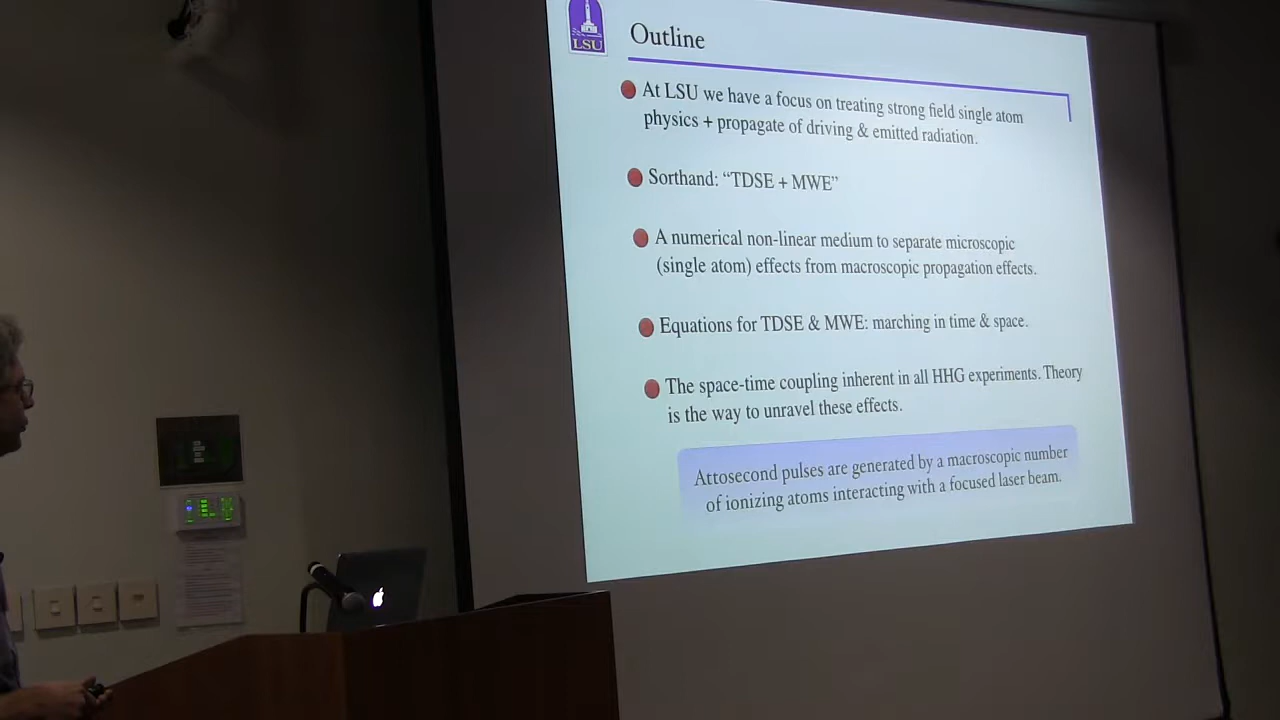 LSU
Outline
At LSU we have a focus on treating strong field single atom
physics + propagate of driving & emitted radiation.
Sorthand: “TDSE + MWE”
A numerical non-linear medium to separate microscopic
(single atom) effects from macroscopic propagation effects.
Equations for TDSE & MWE: marching in time & space.
The space-time coupling inherent in all HHG experiments. Theory
is the way to unravel these effects.
Attosecond pulses are generated by a macroscopic number
of ionizing atoms interacting with a focused laser beam.